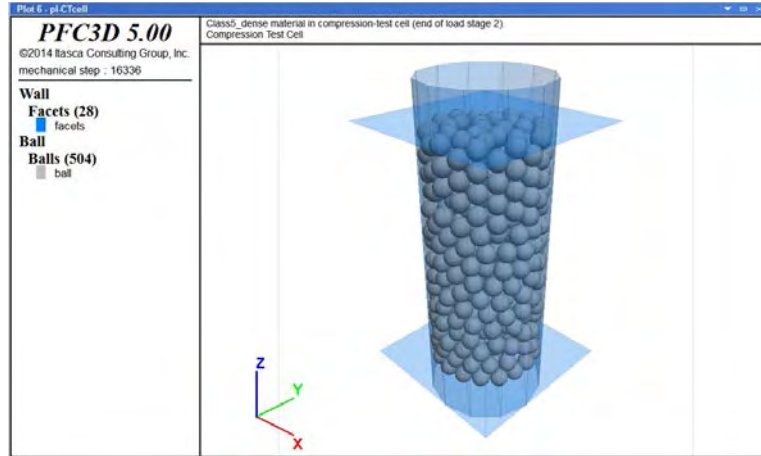 Plot 6 - pl-CTcell
PFC3D 5.00
©2014 Itasca Consulting Group, Inc.
mechanical step : 16336
Wall
Facets (28)
facets
Ball
Balls (504)
ball
Class5_dense material in compression-test cell (end of load stage 2)
Compression Test Cell
Z
Y
X